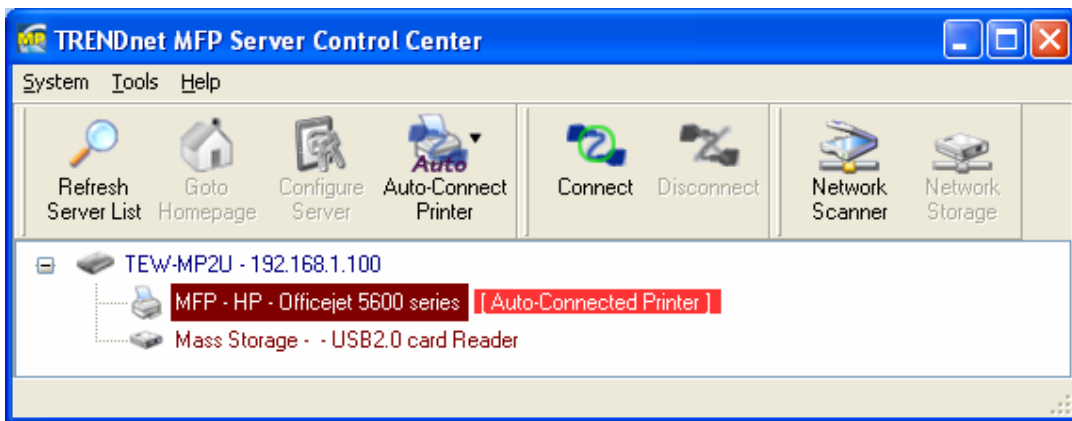 TRENDnet MFP Server Control Center
System Tools Help
Refresh Server List
Goto Homepage
Configure Server
Auto
Auto-Connect Printer
Connect
Disconnect
Network Scanner
Network Storage
TEW-MP2U - 192.168.1.100
MFP - HP - Officejet 5600 series [ Auto-Connected Printer ]
Mass Storage - - USB2.0 card Reader